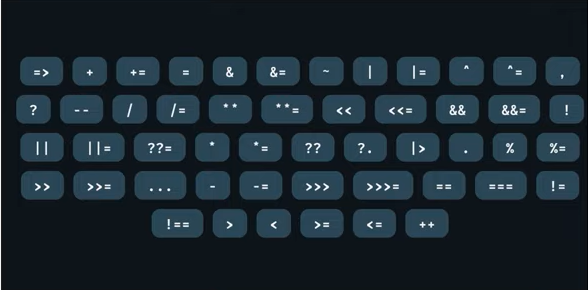 => + += = & &= ~ | |= ^ ^= ,
? -- / /= ** **= << <<= && &&= !
|| ||= ??= * *= ?? ?. |> . % %=
>> >>= ... - -= >>> >>>= == === !=
!== > < >= <= ++